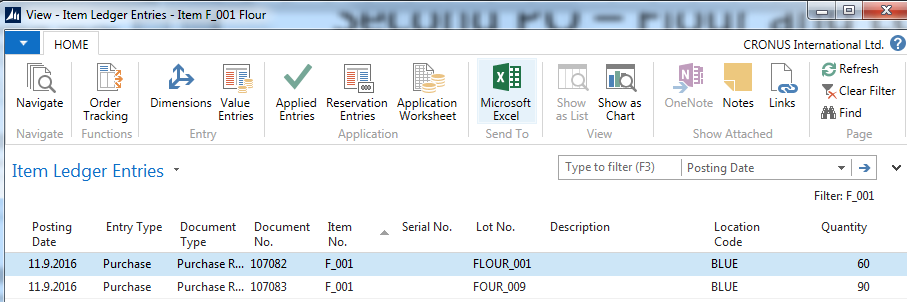 View - Item Ledger Entries - Item F_001 Flour
HOME
CRONUS International Ltd.
Navigate
Order Tracking
Dimensions
Value Entries
Applied Entries
Reservation Entries
Application Worksheet
Microsoft Excel
Show as List
Show as Chart
OneNote
Notes
Links
Refresh
Clear Filter
Find
Navigate Functions Entry Application Send To View Show Attached Page
Item Ledger Entries
Type to filter (F3) Posting Date
Filter: F_001
Posting Date Entry Type Document Type Document No. Item No. Serial No. Lot No. Description Location Code Quantity
11.9.2016 Purchase Purchase R... 107082 F_001 FLOUR_001 BLUE 60
11.9.2016 Purchase Purchase R... 107083 F_001 FOUR_009 BLUE 90